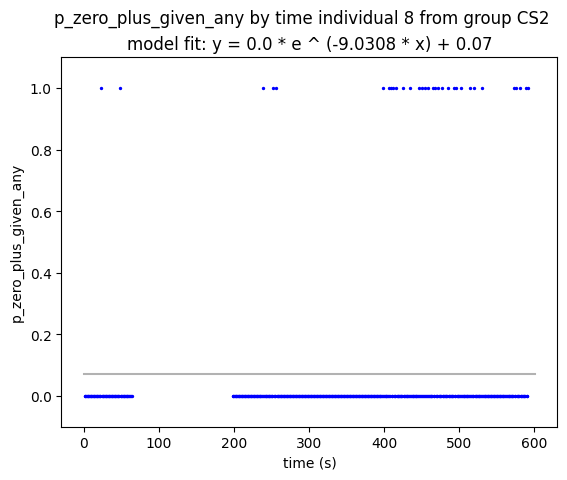 p_zero_plus_given_any by time individual 8 from group CS2
model fit: y = 0.0 * e ^ (-9.0308 * x) + 0.07
1.0
0.8
0.6
0.4
0.2
0.0
p_zero_plus_given_any
0 100 200 300 400 500 600
time (s)